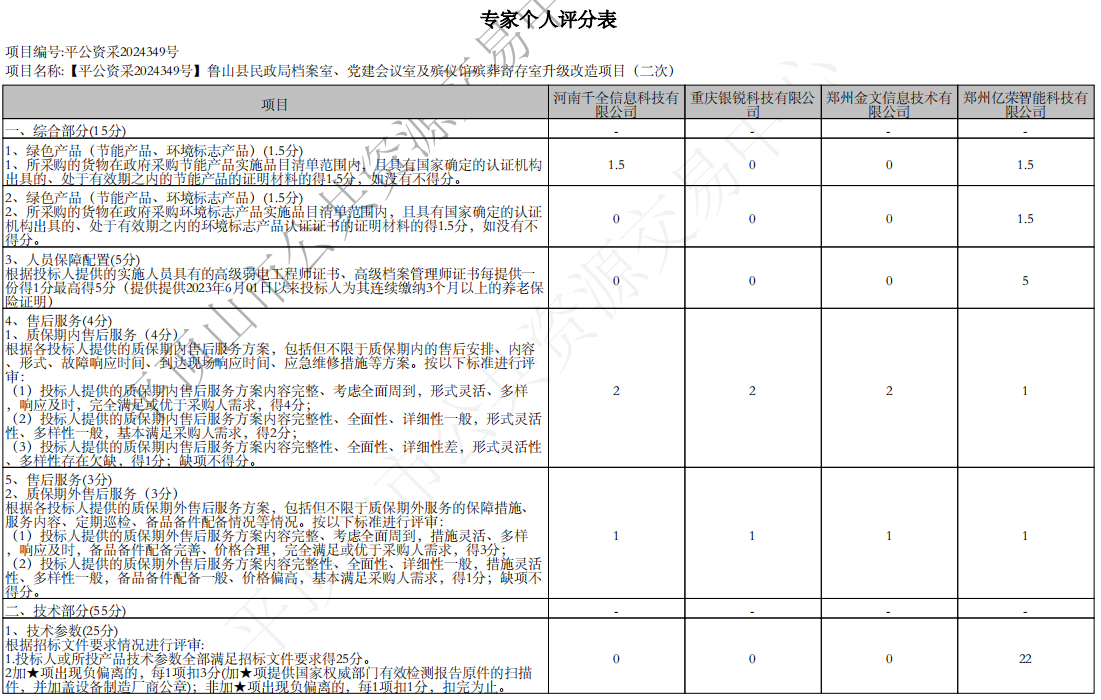 专家个人评分表
项目编号:平公资采2024349号
项目名称:【平公资采2024349号】鲁山县民政局档案室、党建会议室及殡仪馆殡葬寄存室升级改造项目（二次）
项目 河南千全信息科技有 重庆银锐科技有限公 郑州金文信息技术有 郑州亿荣智能科技有
限公司 司 限公司 限公司
一、综合部分(15分) - - - -
1、绿色产品（节能产品、环境标志产品）(1.5分)
1、所采购的货物在政府采购节能产品实施品目清单范围内，且具有国家确定的认证机构
出具的、处于有效期之内的节能产品的证明材料的得1.5分，如没有不得分。
1.5 0 0 1.5
2、绿色产品（节能产品、环境标志产品）(1.5分)
2、所采购的货物在政府采购环境标志产品实施品目清单范围内，且具有国家确定的认证
机构出具的、处于有效期之内的环境标志产品认证证书的证明材料的得1.5分，如没有不
得分。
0 0 0 1.5
3、人员保障配置(5分)
根据投标人提供的实施人员具有的高级弱电工程师证书、高级档案管理师证书每提供一
份得1分最高得5分（提供提供2023年6月01日以来投标人为其连续缴纳3个月以上的养老保
险证明）
0 0 0 5
4、售后服务(4分)
1、质保期内售后服务（4分）
根据各投标人提供的质保期内售后服务方案，包括但不限于质保期内的售后安排、内容
、形式、故障响应时间、到达现场响应时间、应急维修措施等方案。按以下标准进行评
审:
（1）投标人提供的质保期内售后服务方案内容完整、考虑全面周到，形式灵活、多样
，响应及时，完全满足或优于采购人需求，得4分；
（2）投标人提供的质保期内售后服务方案内容完整性、全面性、详细性一般，形式灵活
性、多样性一般，基本满足采购人需求，得2分；
（3）投标人提供的质保期内售后服务方案内容完整性、全面性、详细性差，形式灵活性
、多样性存在欠缺，得1分；缺项不得分。
2 2 2 1
5、售后服务(3分)
2、质保期外售后服务（3分）
根据各投标人提供的质保期外售后服务方案，包括但不限于质保期外服务的保障措施、
服务内容、定期巡检、备品备件配备情况等情况。按以下标准进行评审:
（1）投标人提供的质保期外售后服务方案内容完整、考虑全面周到，措施灵活、多样
，响应及时，备品备件配备完善、价格合理，完全满足或优于采购人需求，得3分；
（2）投标人提供的质保期外售后服务方案内容完整性、全面性、详细性一般，措施灵活
性、多样性一般，备品备件配备一般、价格偏高，基本满足采购人需求，得1分；缺项不
得分。
1 1 1 1
二、技术部分(55分) - - - -
1、技术参数(25分)
根据招标文件要求情况进行评审:
1.投标人或所投产品技术参数全部满足招标文件要求得25分。
2加★项出现负偏离的，每1项扣3分(加★项提供国家权威部门有效检测报告原件的扫描
件，并加盖设备制造厂商公章)；非加★项出现负偏离的，每1项扣1分，扣完为止。
0 0 0 22
平顶山市公共资源交易中心
平顶山市公共资源交易中心